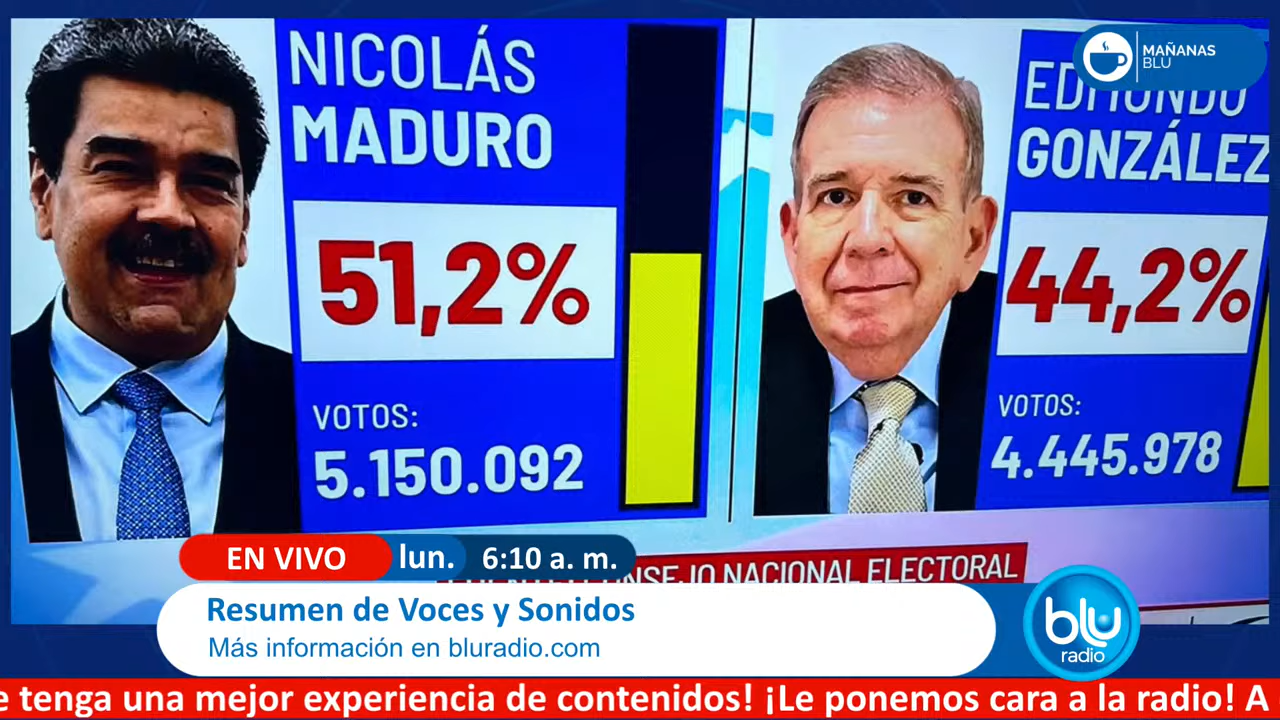 NICOLÁS
MADURO
51,2%
VOTOS:
5.150.092
MAÑANAS
BLU
EDMUNDO
GONZÁLEZ
44,2%
VOTOS:
4.445.978
CONSEJO NACIONAL ELECTORAL
EN VIVO
lun.
6:10 a. m.
Resumen de Voces y Sonidos
Más información en bluradio.com
blu
radio
e tenga una mejor experiencia de contenidos! ¡Le ponemos cara a la radio! A